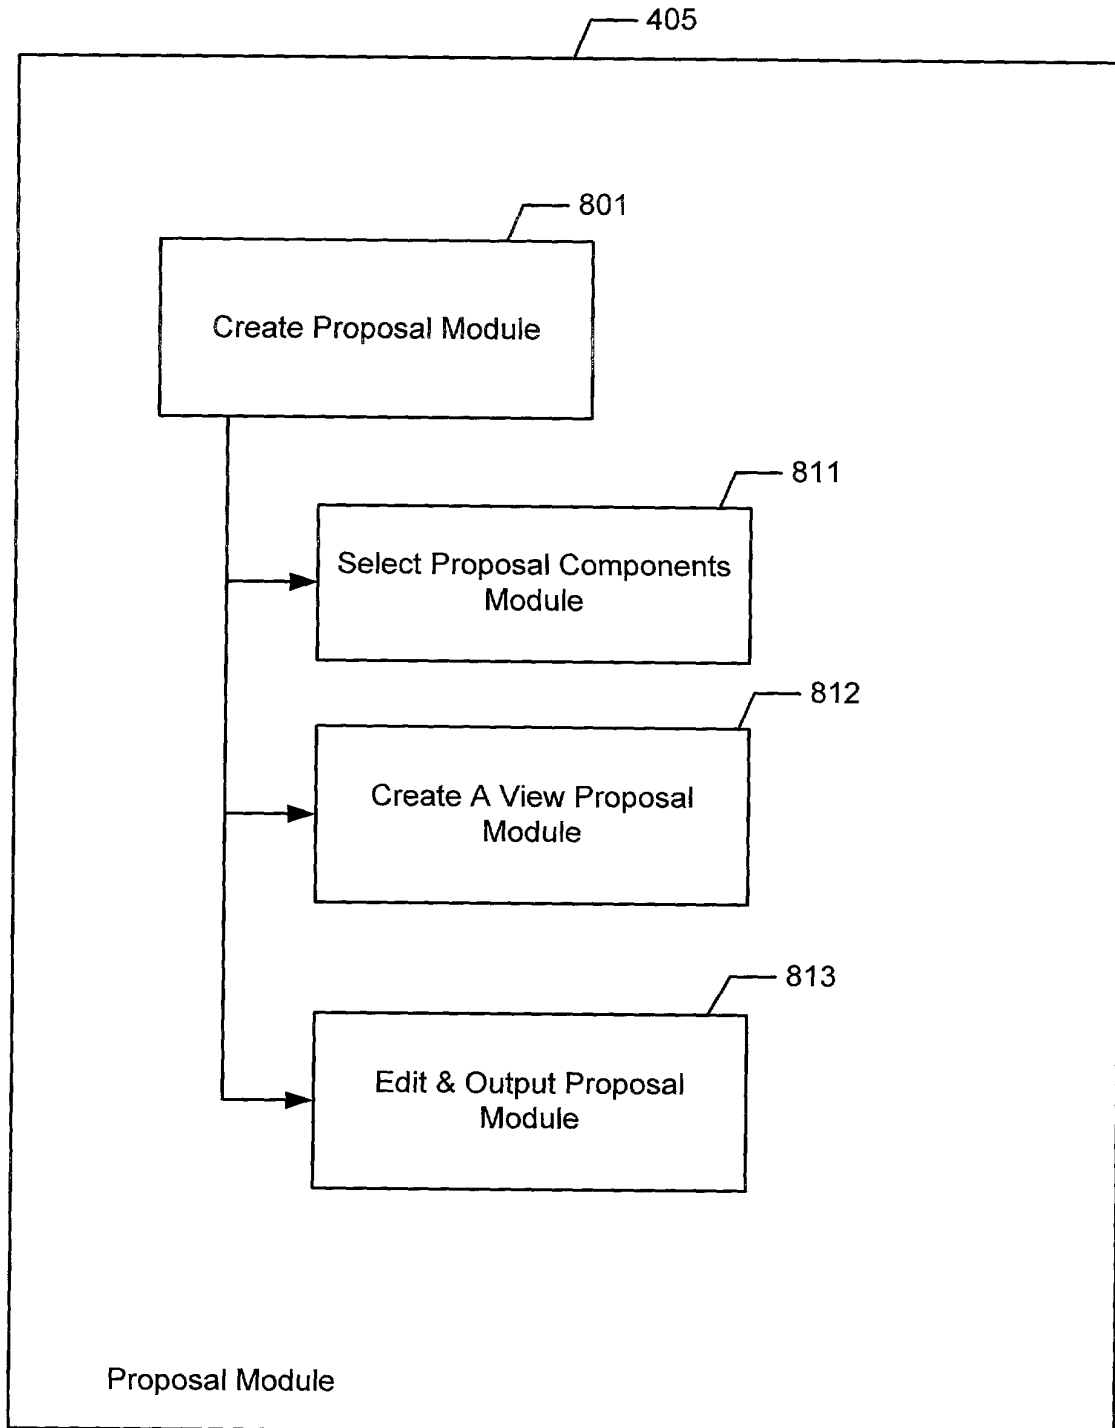 405
801
Create Proposal Module
811
Select Proposal Components
Module
812
Create A View Proposal
Module
813
Edit & Output Proposal
Module
Proposal Module